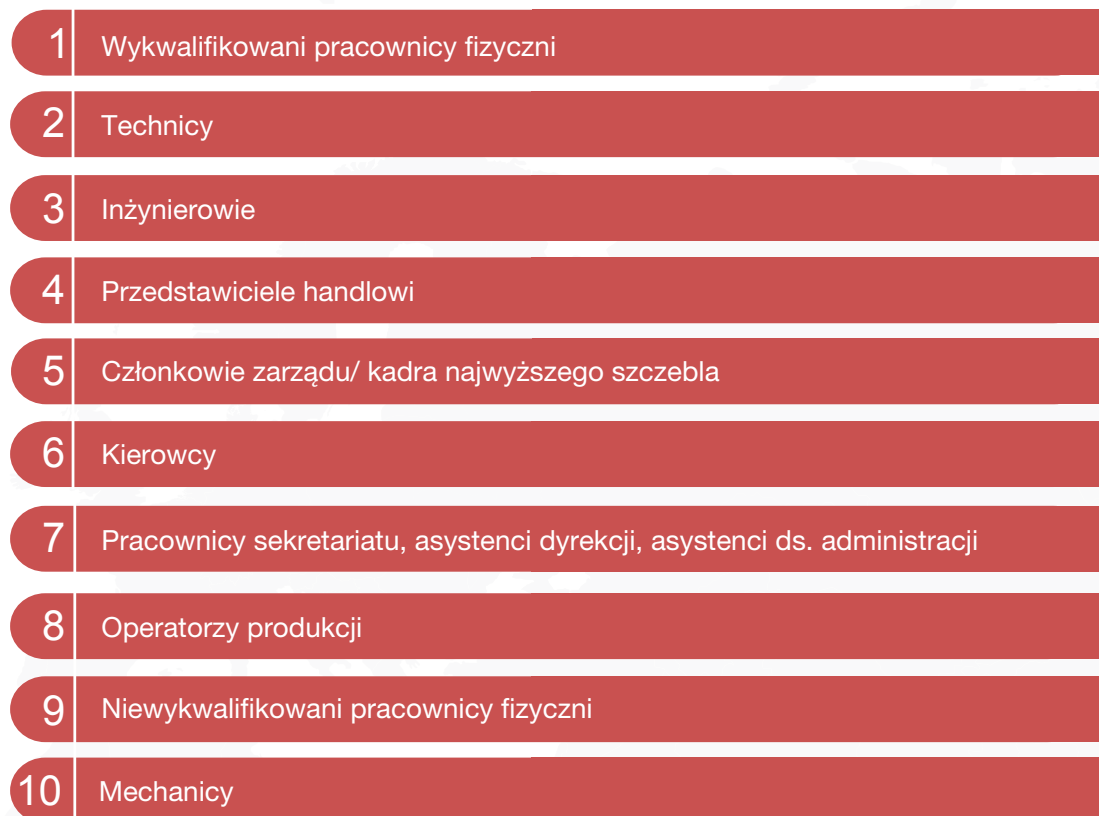 1 Wykwalifikowani pracownicy fizyczni
2 Technicy
3 Inżynierowie
4 Przedstawiciele handlowi
5 Członkowie zarządu/ kadra najwyższego szczebla
6 Kierowcy
7 Pracownicy sekretariatu, asystenci dyrekcji, asystenci ds. administracji
8 Operatorzy produkcji
9 Niewykwalifikowani pracownicy fizyczni
10 Mechanicy